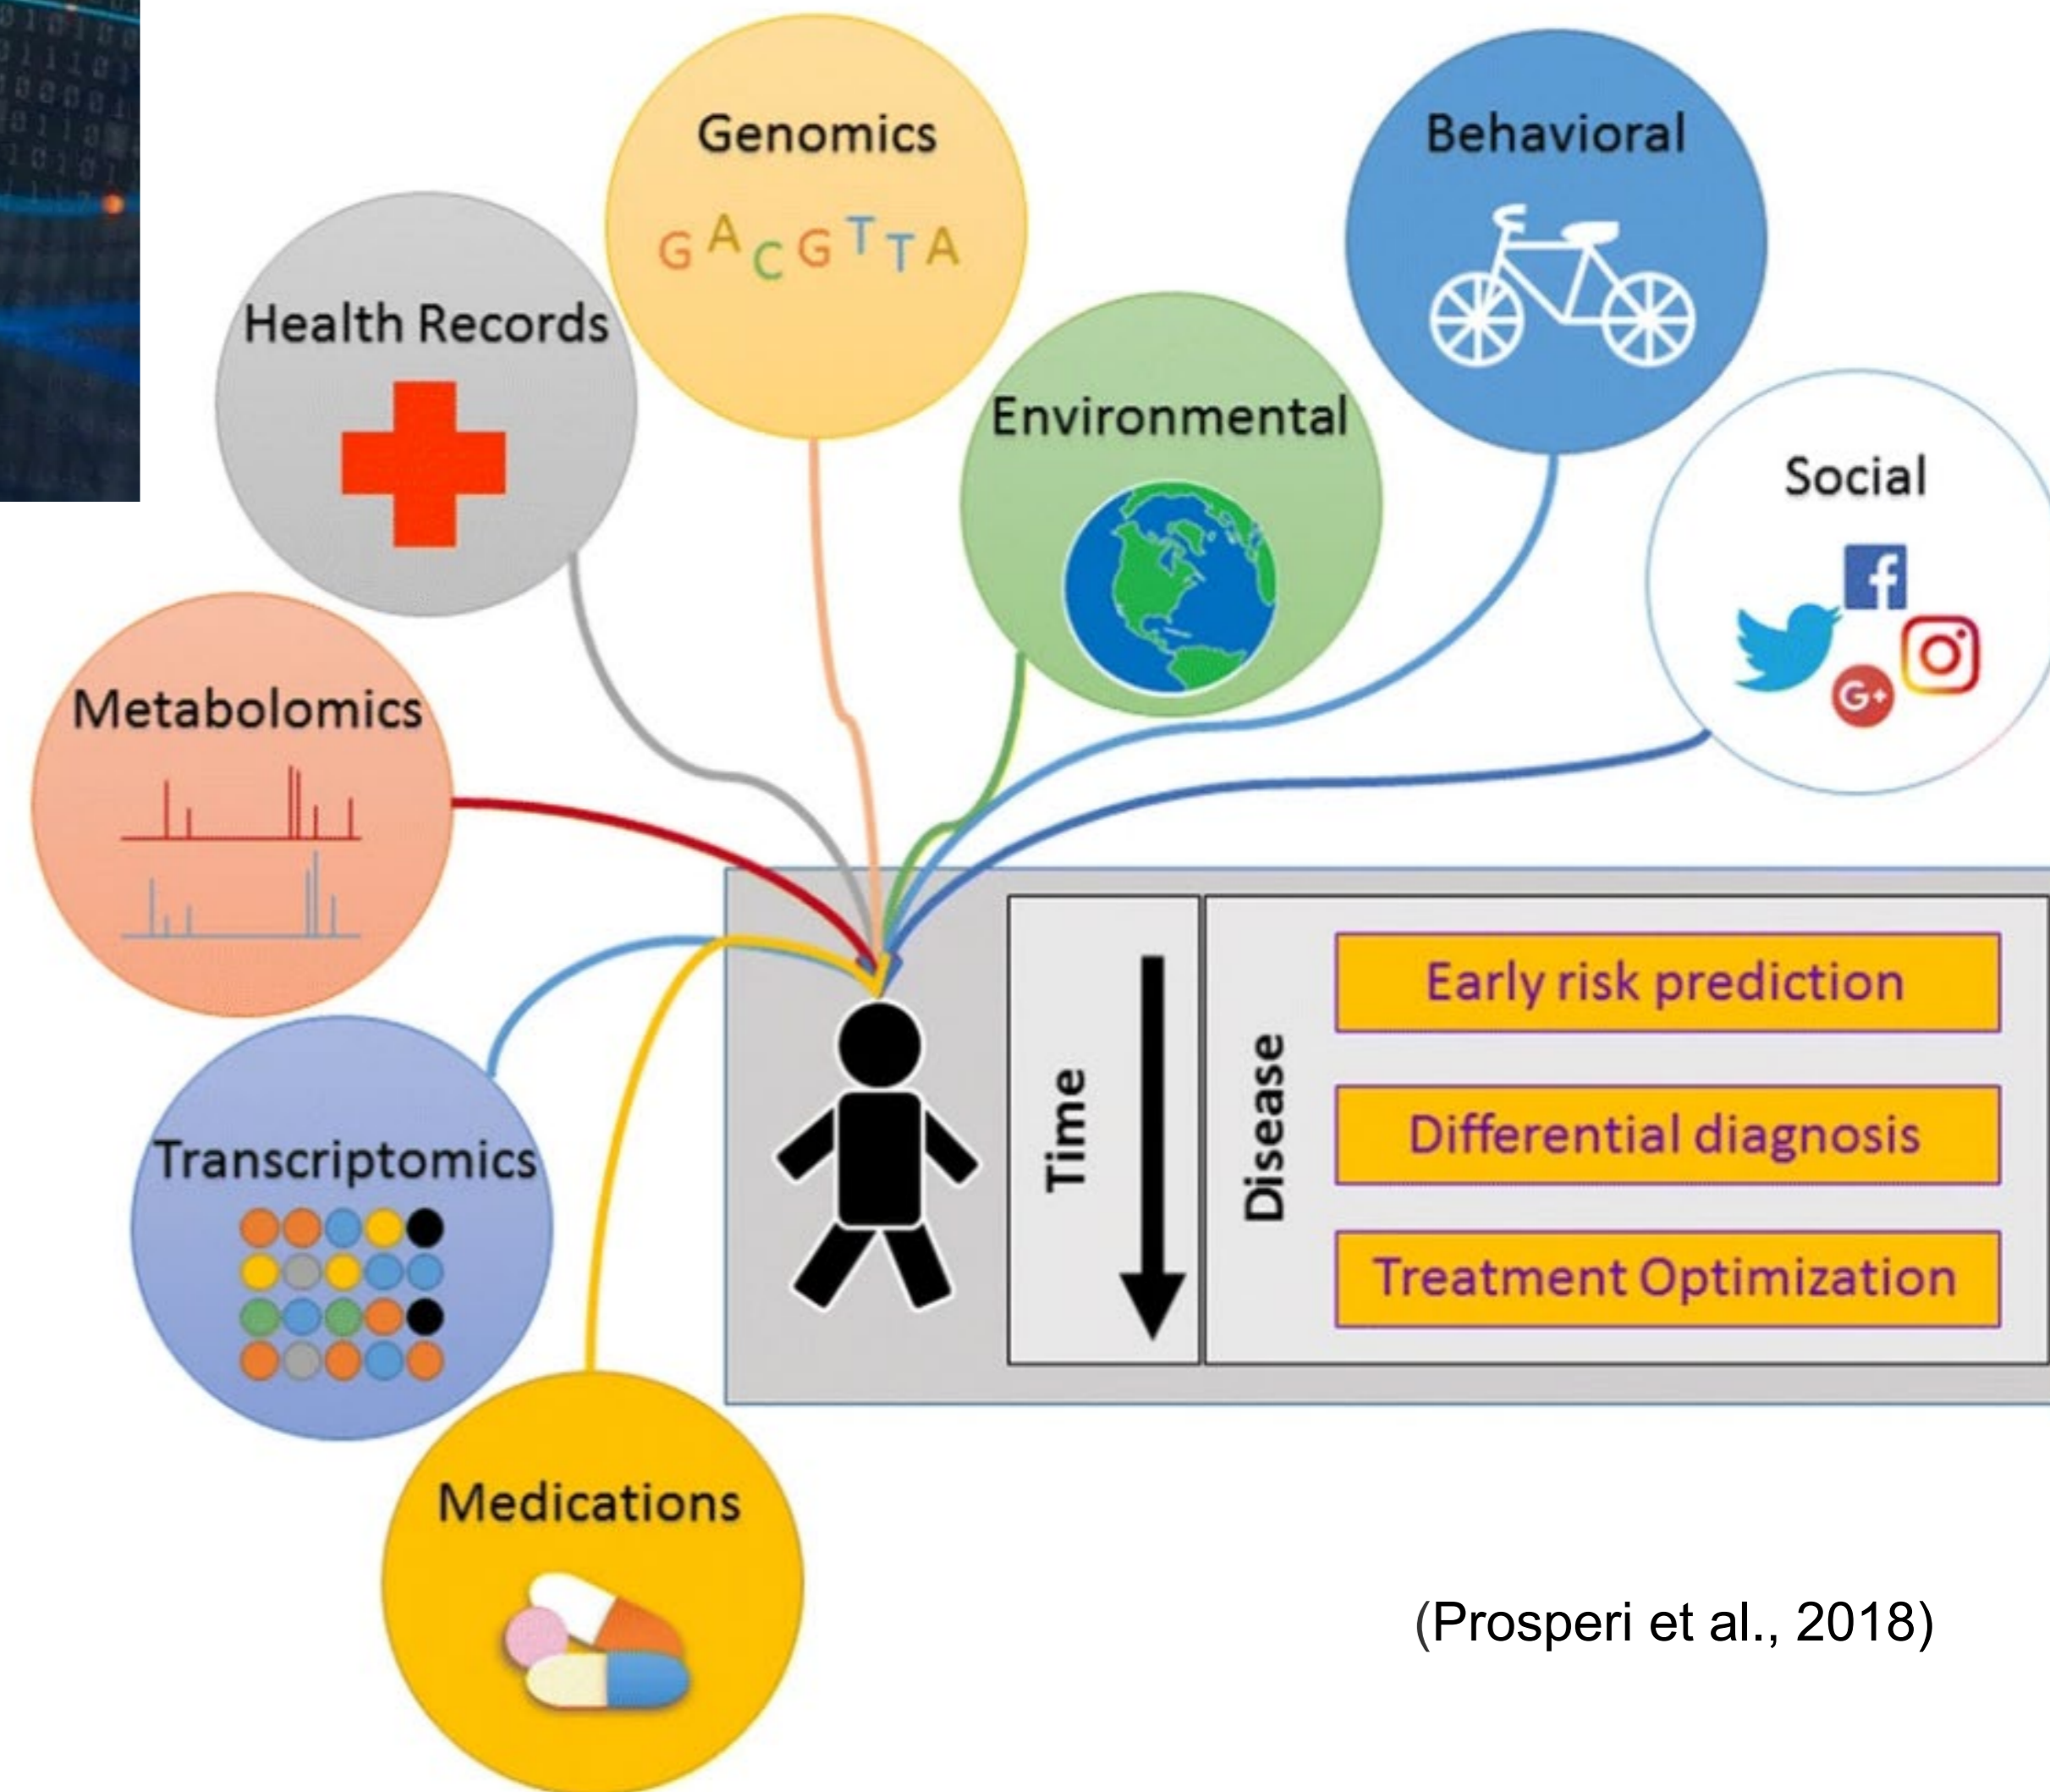 Genomics
G A C G T T A
Behavioral
Health Records
Environmental
Social
f
G+
Metabolomics
Transcriptomics
Medications
Time
Disease
Early risk prediction
Differential diagnosis
Treatment Optimization
(Prosperi et al., 2018)